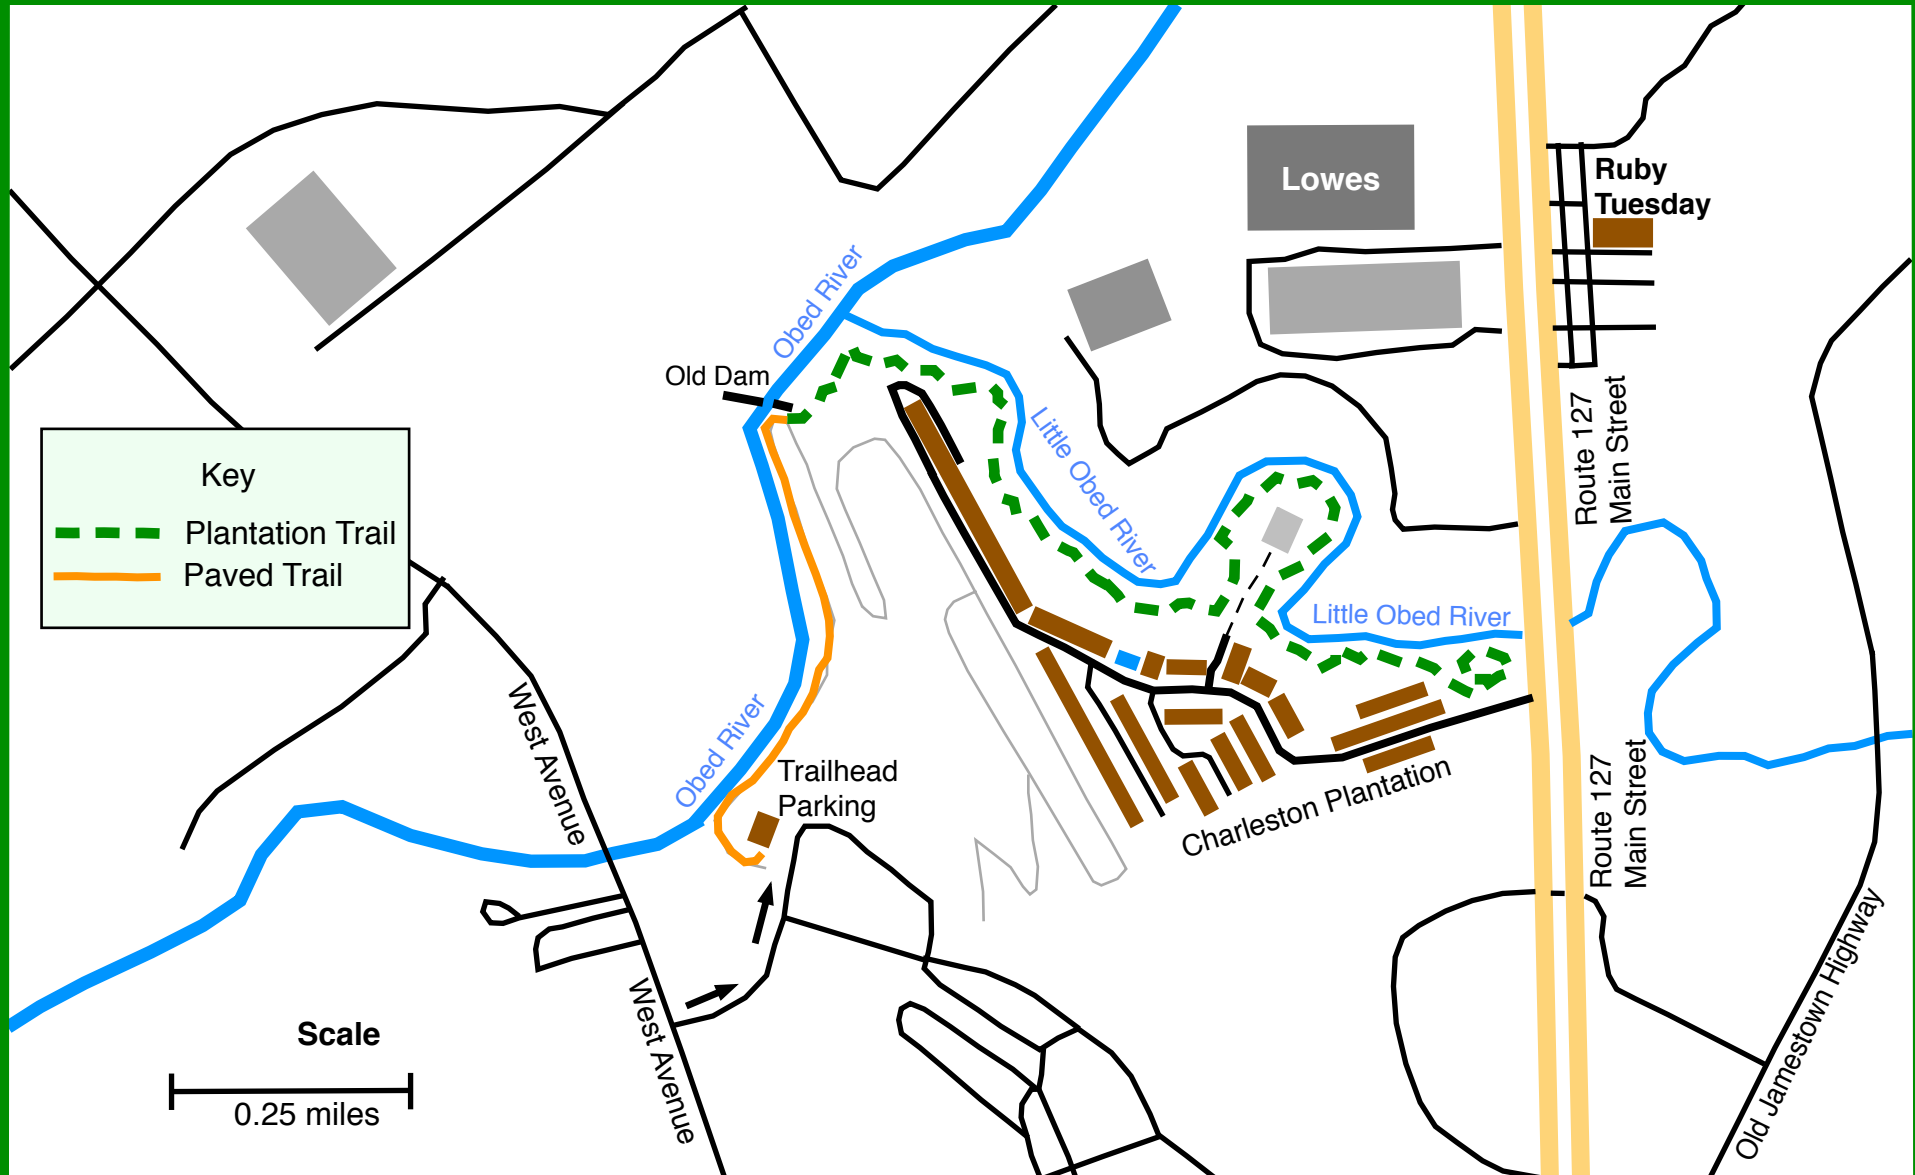 Lowes
Ruby
Tuesday
Obed River
Old Dam
Little Obed River
Route 127
Main Street
Key
Plantation Trail
Paved Trail
Little Obed River
West Avenue
Obed River
Trailhead
Parking
Charleston Plantation
Route 127
Main Street
Old Jamestown Highway
West Avenue
Scale
0.25 miles